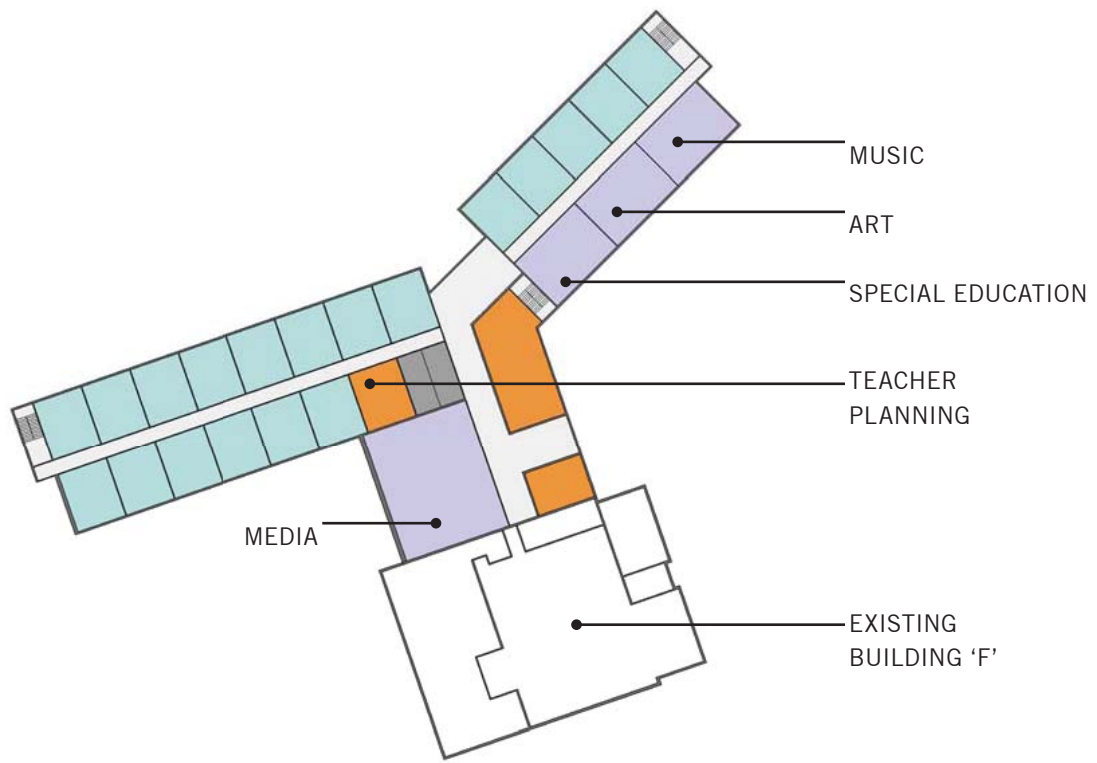 MUSIC
ART
SPECIAL EDUCATION
TEACHER
PLANNING
MEDIA
EXISTING
BUILDING ‘F’